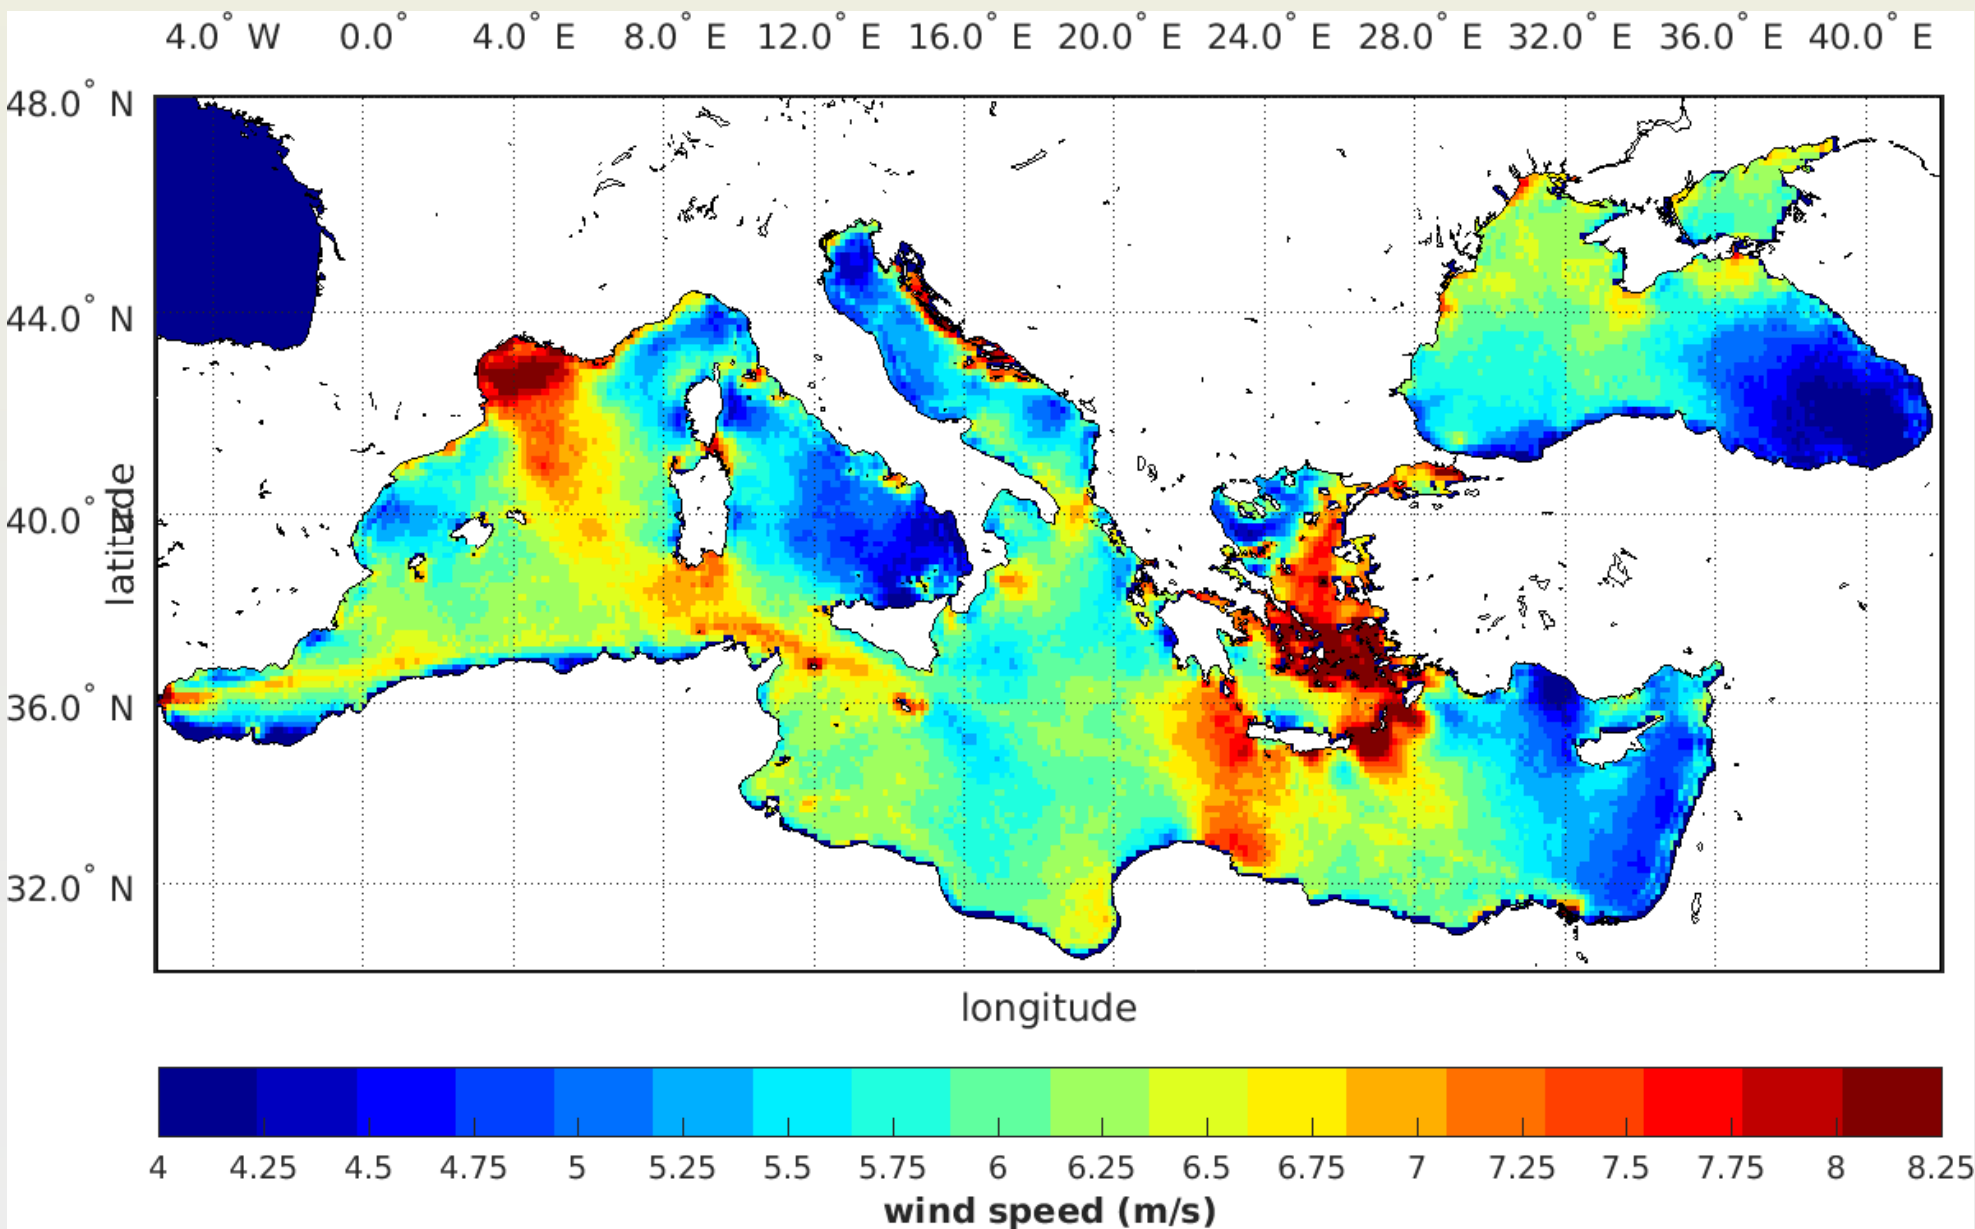 4.0° W 0.0° 4.0° E 8.0° E 12.0° E 16.0° E 20.0° E 24.0° E 28.0° E 32.0° E 36.0° E 40.0° E
48.0° N
44.0° N
40.0° N
36.0° N
32.0° N
latitude
longitude
4 4.25 4.5 4.75 5 5.25 5.5 5.75 6 6.25 6.5 6.75 7 7.25 7.5 7.75 8 8.25
wind speed (m/s)